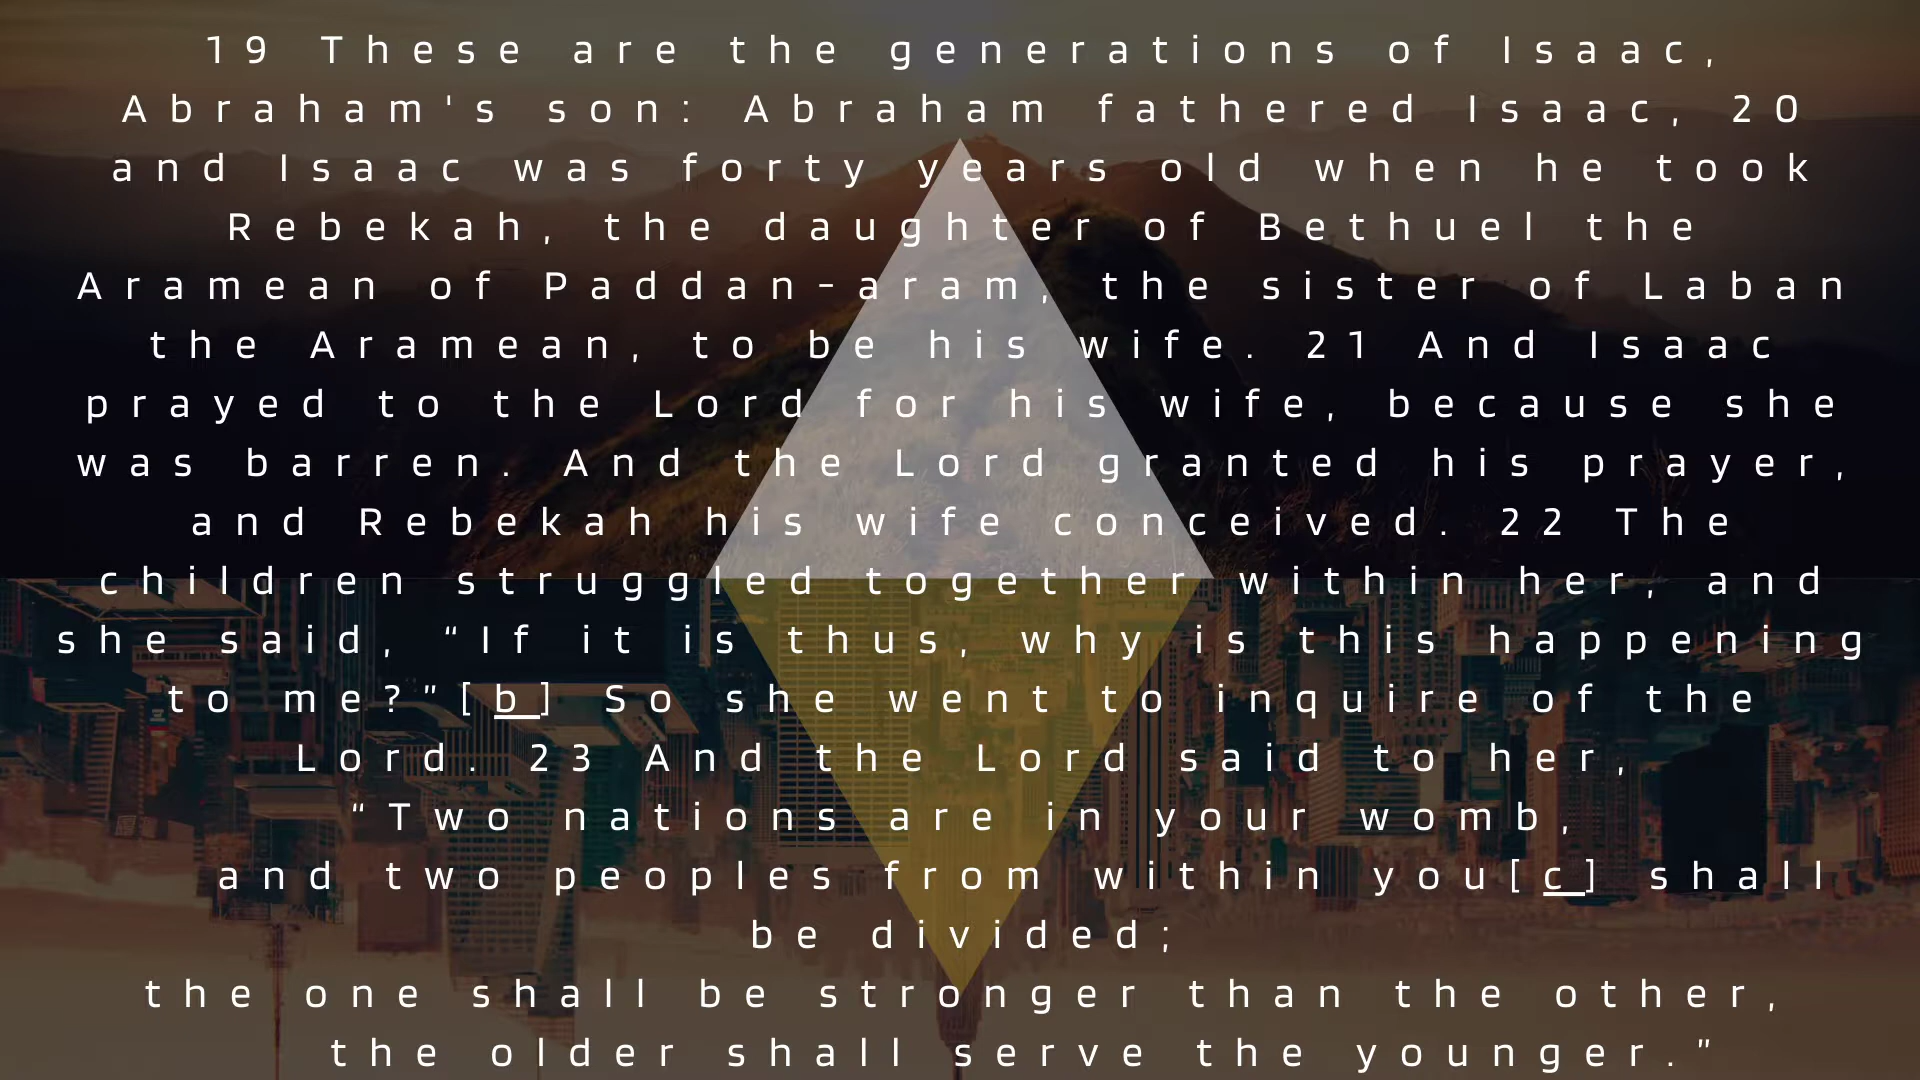 19 These are the generations of Isaac,
Abraham's son: Abraham fathered Isaac, 20
and Isaac was forty years old when he took
Rebekah, the daughter of Bethuel the
Aramean of Paddan-aram, the sister of Laban
the Aramean, to be his wife. 21 And Isaac
prayed to the Lord for his wife, because she
was barren. And the Lord granted his prayer,
and Rebekah his wife conceived. 22 The
children struggled together within her, and
she said, “If it is thus, why is this happening
to me?”[b] So she went to inquire of the
Lord. 23 And the Lord said to her,
“Two nations are in your womb,
and two peoples from within you[c] shall
be divided;
the one shall be stronger than the other,
the older shall serve the younger.”